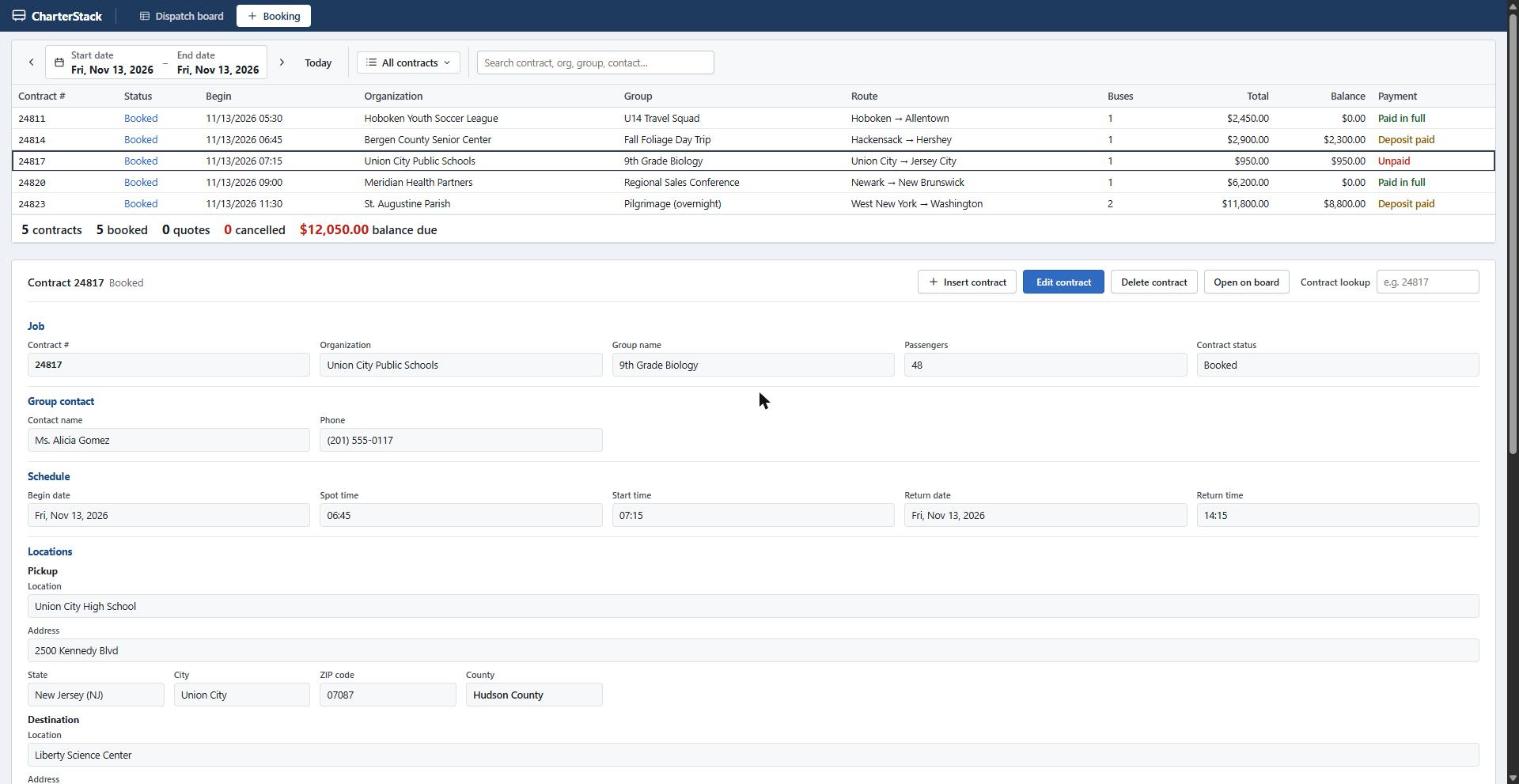 CharterStack Dispatch board + Booking
Start date End date
Fri, Nov 13, 2026 – Fri, Nov 13, 2026 Today All contracts Search contract, org, group, contact...
Contract # Status Begin Organization Group Route Buses Total Balance Payment
24811 Booked 11/13/2026 05:30 Hoboken Youth Soccer League U14 Travel Squad Hoboken → Allentown 1 $2,450.00 $0.00 Paid in full
24814 Booked 11/13/2026 06:45 Bergen County Senior Center Fall Foliage Day Trip Hackensack → Hershey 1 $2,900.00 $2,300.00 Deposit paid
24817 Booked 11/13/2026 07:15 Union City Public Schools 9th Grade Biology Union City → Jersey City 1 $950.00 $950.00 Unpaid
24820 Booked 11/13/2026 09:00 Meridian Health Partners Regional Sales Conference Newark → New Brunswick 1 $6,200.00 $0.00 Paid in full
24823 Booked 11/13/2026 11:30 St. Augustine Parish Pilgrimage (overnight) West New York → Washington 2 $11,800.00 $8,800.00 Deposit paid
5 contracts 5 booked 0 quotes 0 cancelled $12,050.00 balance due
Contract 24817 Booked + Insert contract Edit contract Delete contract Open on board Contract lookup e.g. 24817
Job
Contract # Organization Group name Passengers Contract status
24817 Union City Public Schools 9th Grade Biology 48 Booked
Group contact
Contact name Phone
Ms. Alicia Gomez (201) 555-0117
Schedule
Begin date Spot time Start time Return date Return time
Fri, Nov 13, 2026 06:45 07:15 Fri, Nov 13, 2026 14:15
Locations
Pickup
Location
Union City High School
Address
2500 Kennedy Blvd
State City ZIP code County
New Jersey (NJ) Union City 07087 Hudson County
Destination
Location
Liberty Science Center
Address